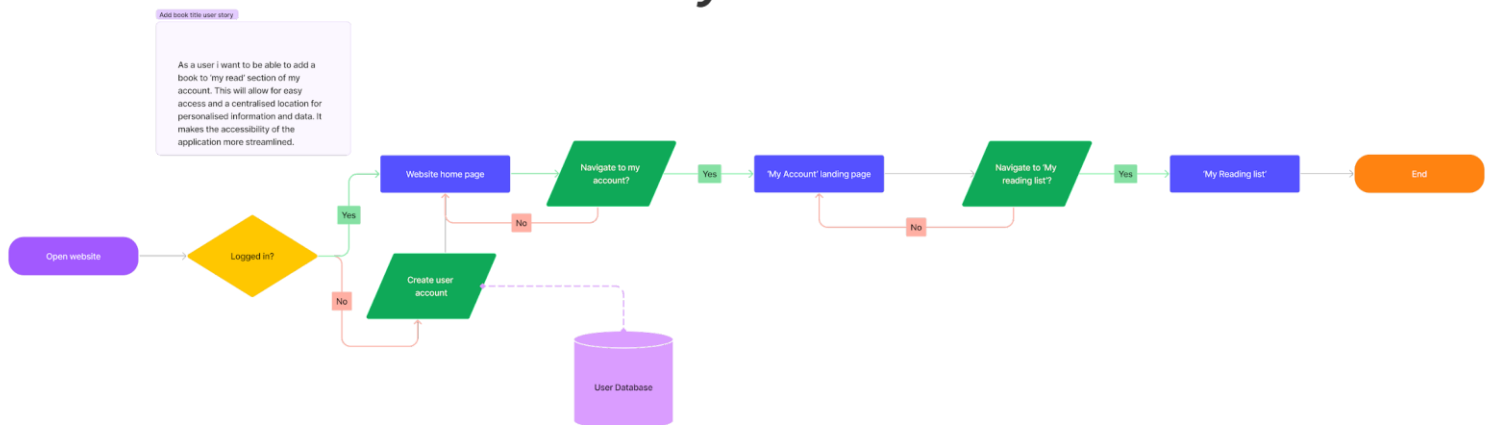 Add book title user story
As a user i want to be able to add a
book to 'my read' section of my
account. This will allow for easy
access and a centralised location for
personalised information and data. It
makes the accessibility of the
application more streamlined.
Open website
Logged in?
Yes
No
Website home page
Create user
account
User Database
Navigate to my
account?
No
Yes
'My Account' landing page
Navigate to 'My
reading list'?
No
Yes
'My Reading list'
End